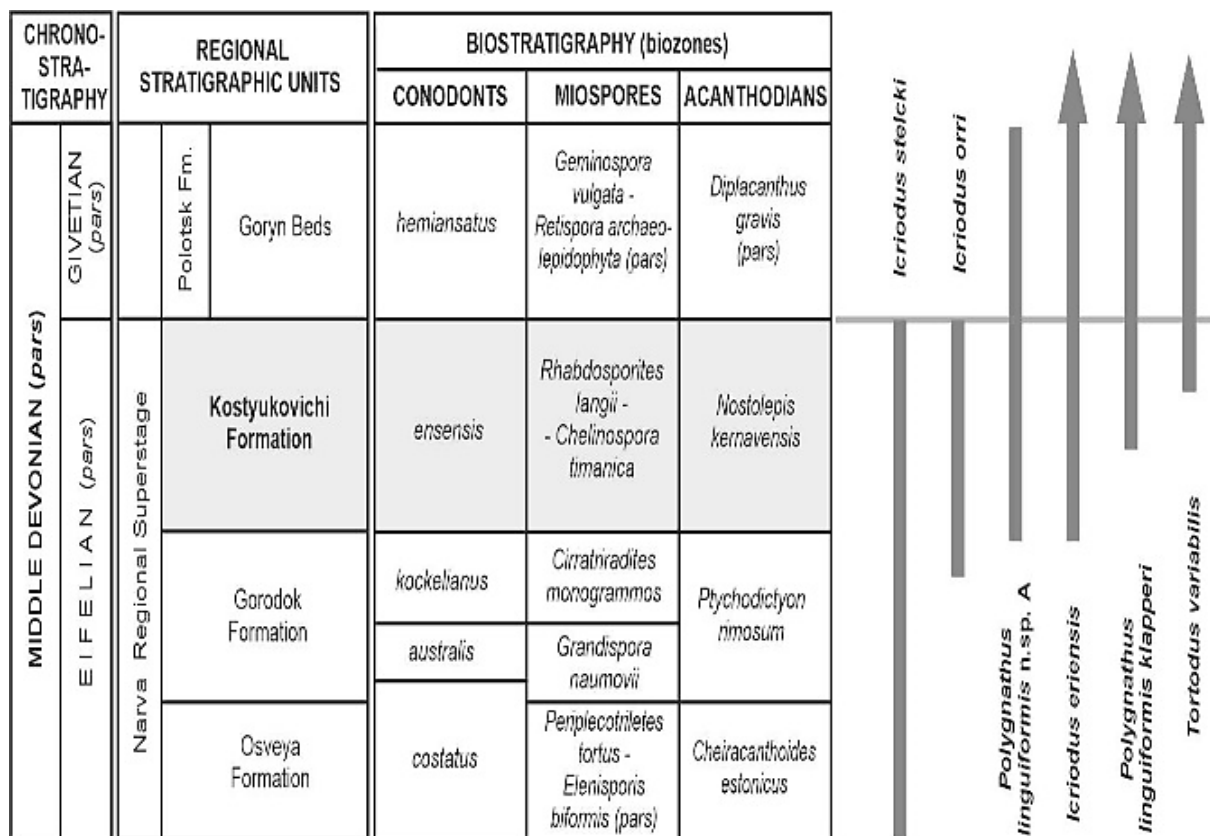 CHRONO-
STRA-
TIGRAPHY
REGIONAL
STRATIGRAPHIC UNITS
BIOSTRATIGRAPHY (biozones)
CONODONTS
MIOSPORES
ACANTHODIANS
MIDDLE DEVONIAN (pars)
GIVETIAN
(pars)
Polotsk Fm.
Goryn Beds
hemiansatus
Geminospora
vulgata -
Retispora archaeo-
lepidophyta (pars)
Diplacanthus
gravis
(pars)
EIFELIAN (pars)
Narva Regional Superstage
Kostyukovichi
Formation
ensensis
Rhabdosporites
langii -
- Chelinospora
timanica
Nostolepis
kernavensis
Gorodok
Formation
kockelianus
Cirratriradites
monogrammos
Ptychodictyon
rimosum
australis
Grandispora
naumovii
Osveya
Formation
costatus
Periplecotriletes
tortus -
Elenisporis
biformis (pars)
Cheiracanthoides
estonicus
Icriodus stelcki
Icriodus orri
Polygnathus
linguiformis n.sp. A
Icriodus eriensis
Polygnathus
linguiformis klapperi
Tortodus variabilis